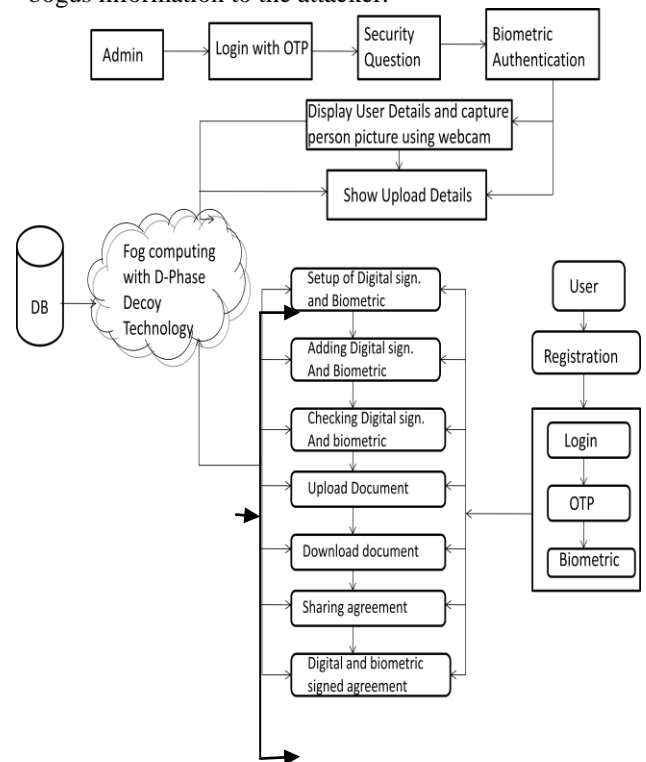 bogus information to the attacker.
Admin
Login with OTP
Security
Question
Biometric
Authentication
Display User Details and capture
person picture using webcam
Show Upload Details
DB
Fog computing
with D-Phase
Decoy
Technology
Setup of Digital sign.
and Biometric
Adding Digital sign.
And Biometric
Checking Digital sign.
And biometric
Upload Document
Download document
Sharing agreement
Digital and biometric
signed agreement
User
Registration
Login
OTP
Biometric